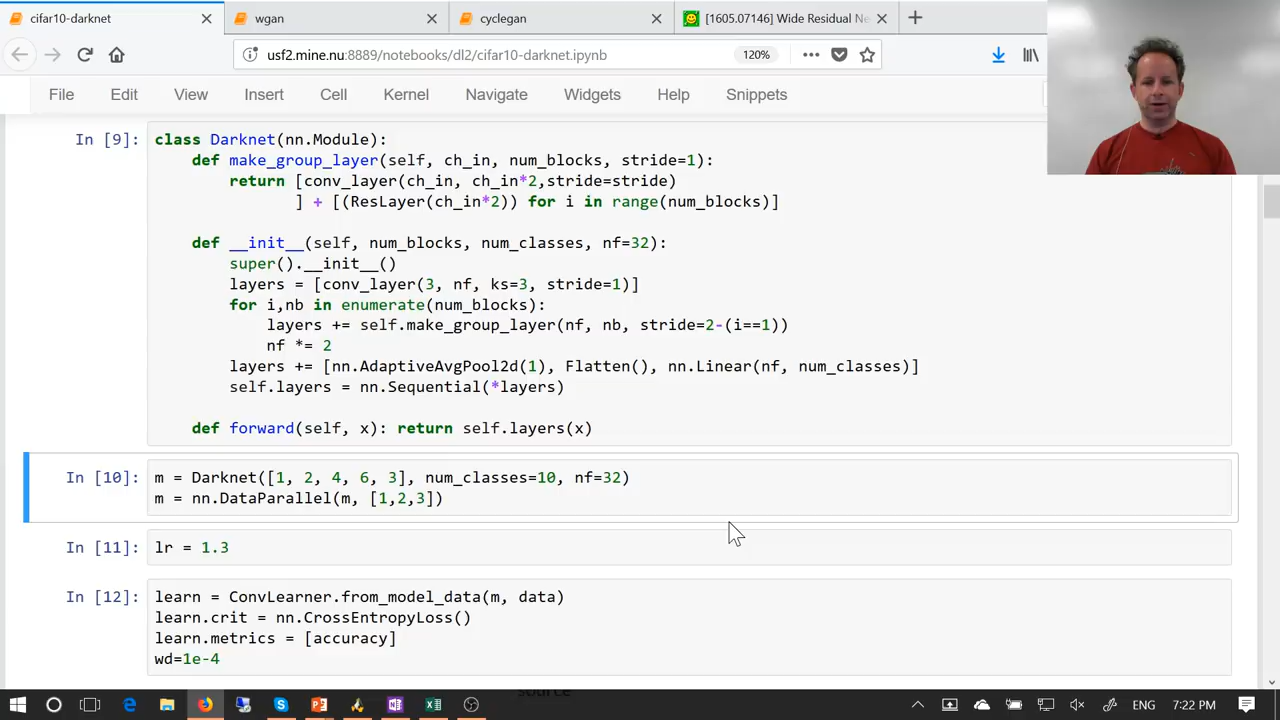 cifar10-darknet
wgan
cyclegan
[1605.07146] Wide Residual Ne
usf2.mine.nu:8889/notebooks/dl2/cifar10-darknet.ipynb
120%
File Edit View Insert Cell Kernel Navigate Widgets Help Snippets
In [9]:
class Darknet(nn.Module):
    def make_group_layer(self, ch_in, num_blocks, stride=1):
        return [conv_layer(ch_in, ch_in*2,stride=stride)
               ] + [(ResLayer(ch_in*2)) for i in range(num_blocks)]
    def __init__(self, num_blocks, num_classes, nf=32):
        super().__init__()
        layers = [conv_layer(3, nf, ks=3, stride=1)]
        for i,nb in enumerate(num_blocks):
            layers += self.make_group_layer(nf, nb, stride=2-(i==1))
            nf *= 2
        layers += [nn.AdaptiveAvgPool2d(1), Flatten(), nn.Linear(nf, num_classes)]
        self.layers = nn.Sequential(*layers)
    def forward(self, x): return self.layers(x)
In [10]:
m = Darknet([1, 2, 4, 6, 3], num_classes=10, nf=32)
m = nn.DataParallel(m, [1,2,3])
In [11]:
lr = 1.3
In [12]:
learn = ConvLearner.from_model_data(m, data)
learn.crit = nn.CrossEntropyLoss()
learn.metrics = [accuracy]
wd=1e-4
source
ENG
7:22 PM